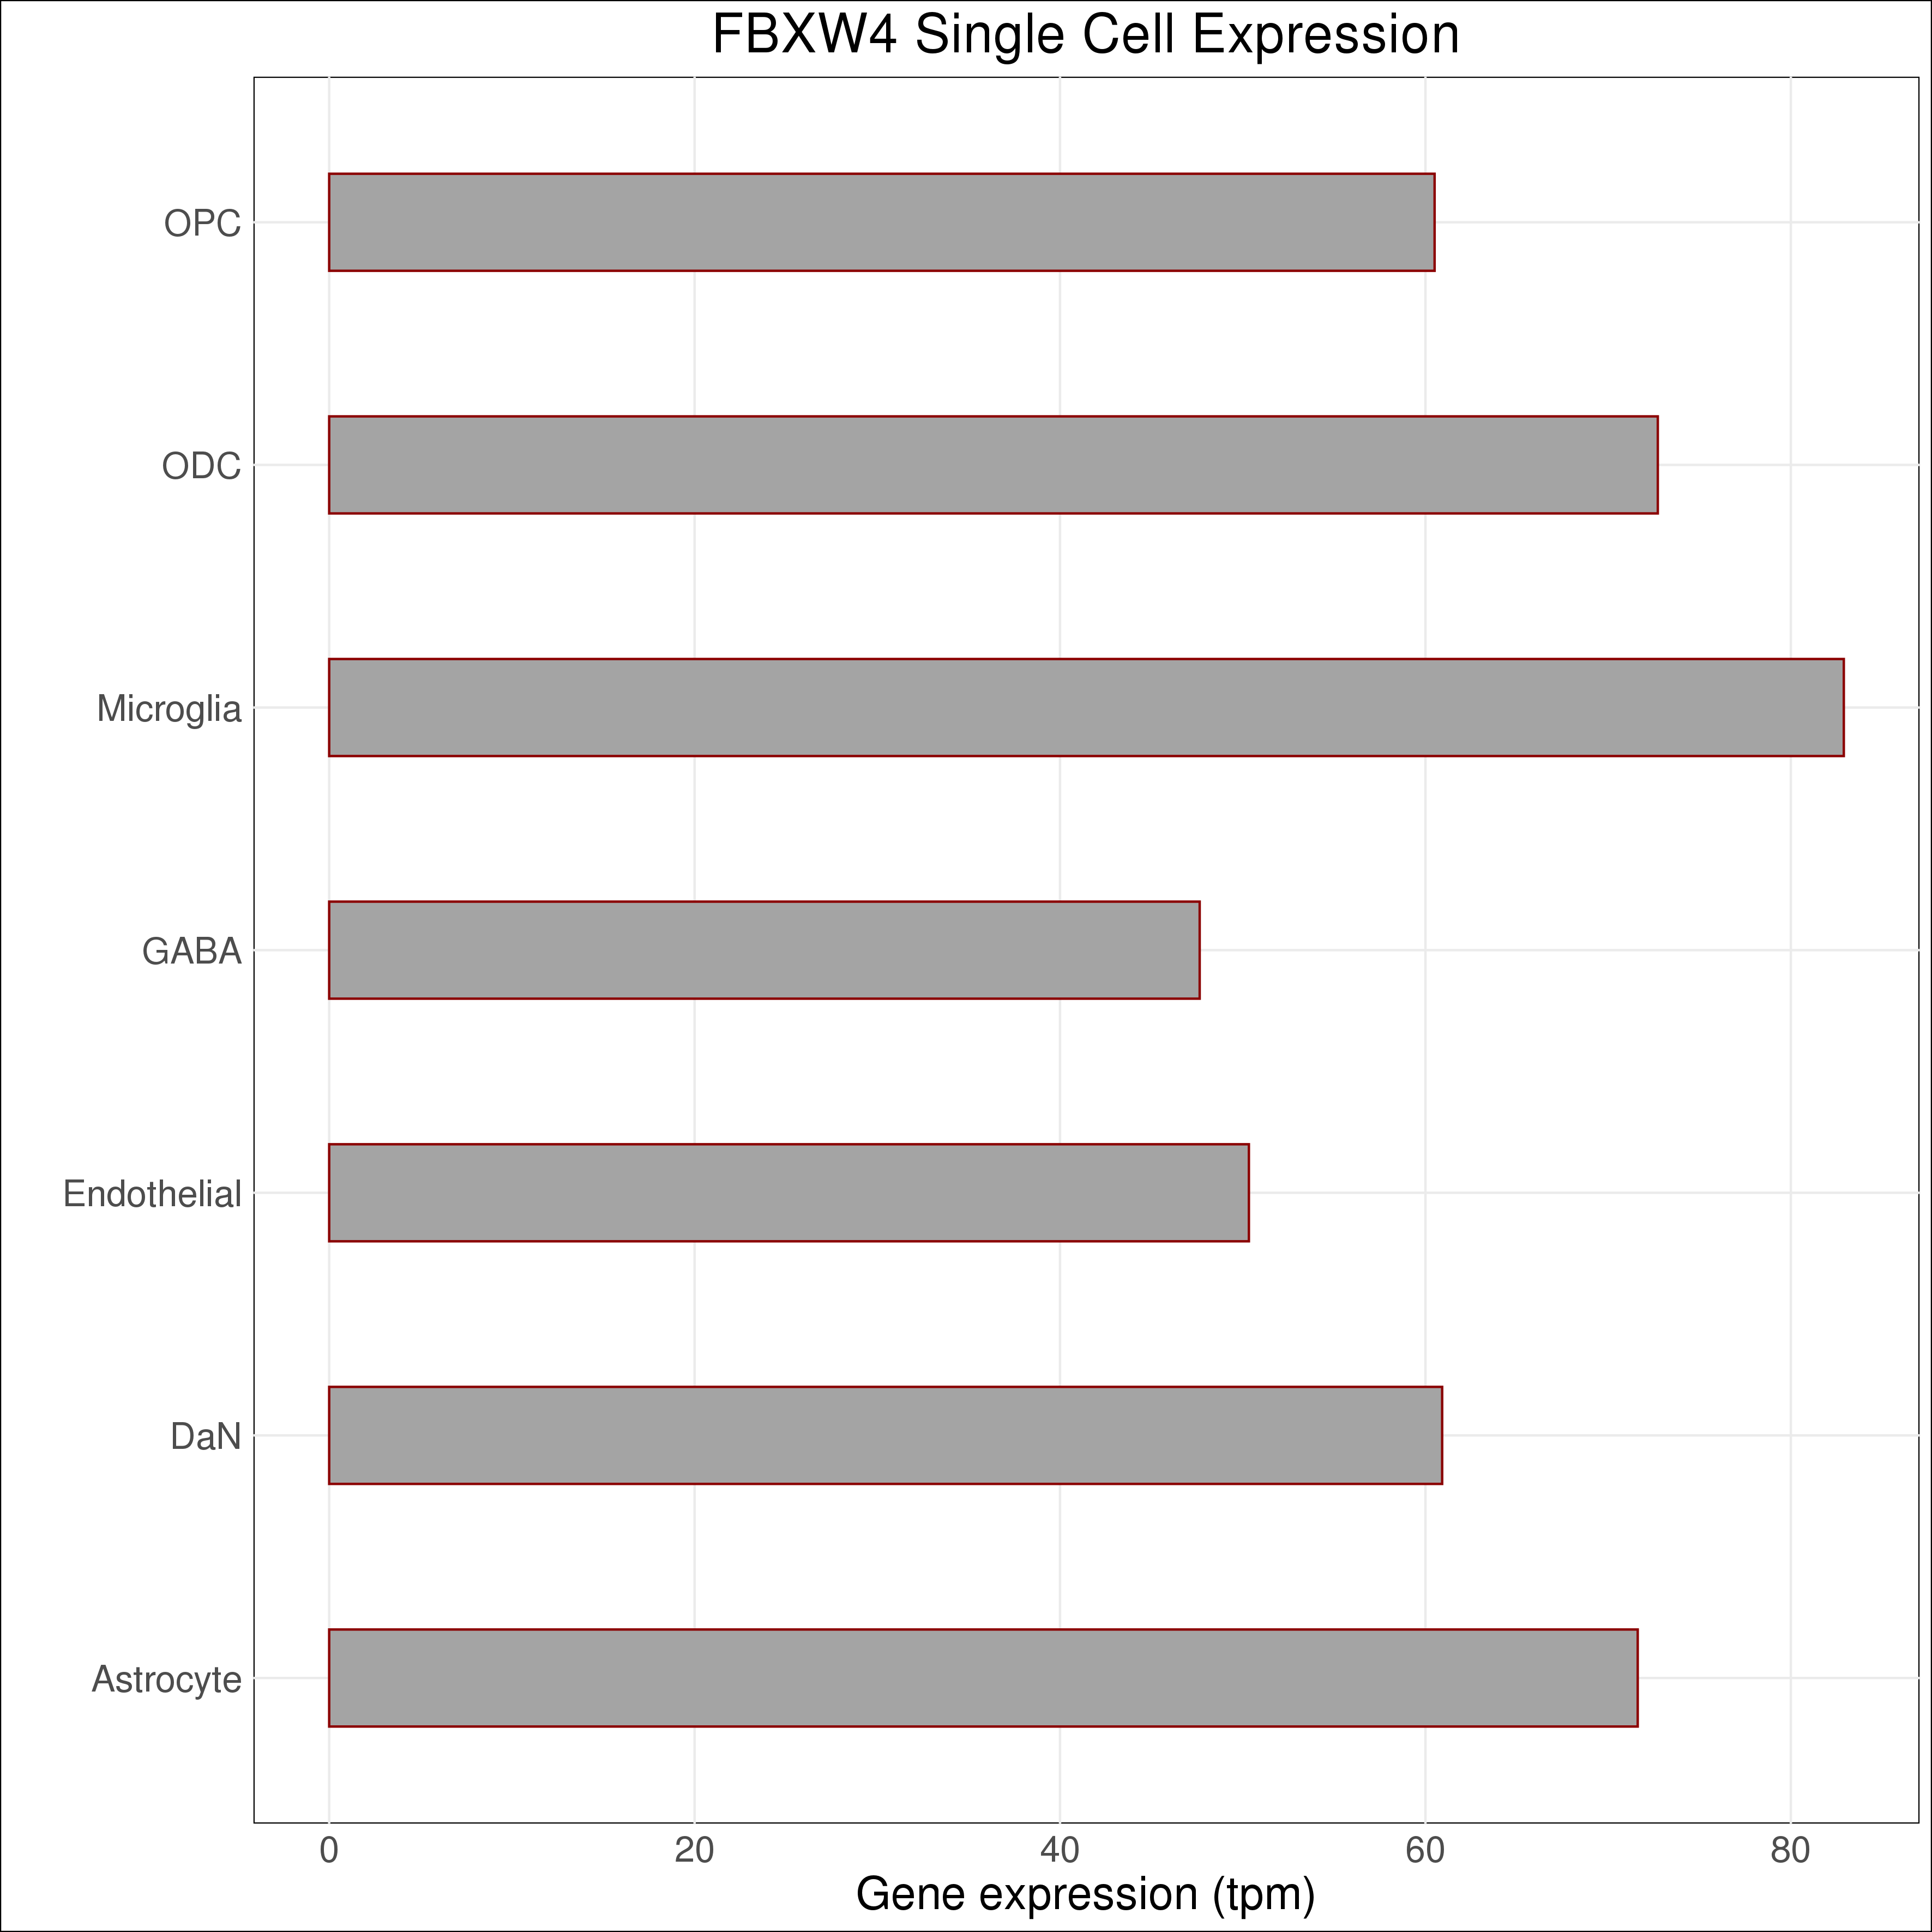 FBXW4 Single Cell Expression
OPC
ODC
Microglia
GABA
Endothelial
DaN
Astrocyte
0 20 40 60 80
Gene expression (tpm)